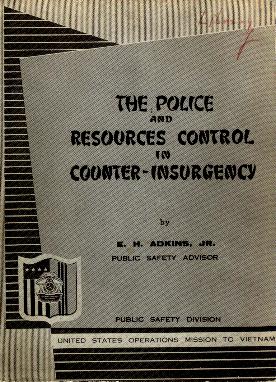 Library
THE POLICE
AND
RESOURCES CONTROL
IN
COUNTER-INSURGENCY
by
E. H. ADKINS, JR.
PUBLIC SAFETY ADVISOR
PUBLIC SAFETY DIVISION
UNITED STATES OPERATIONS MISSION TO VIETNAM